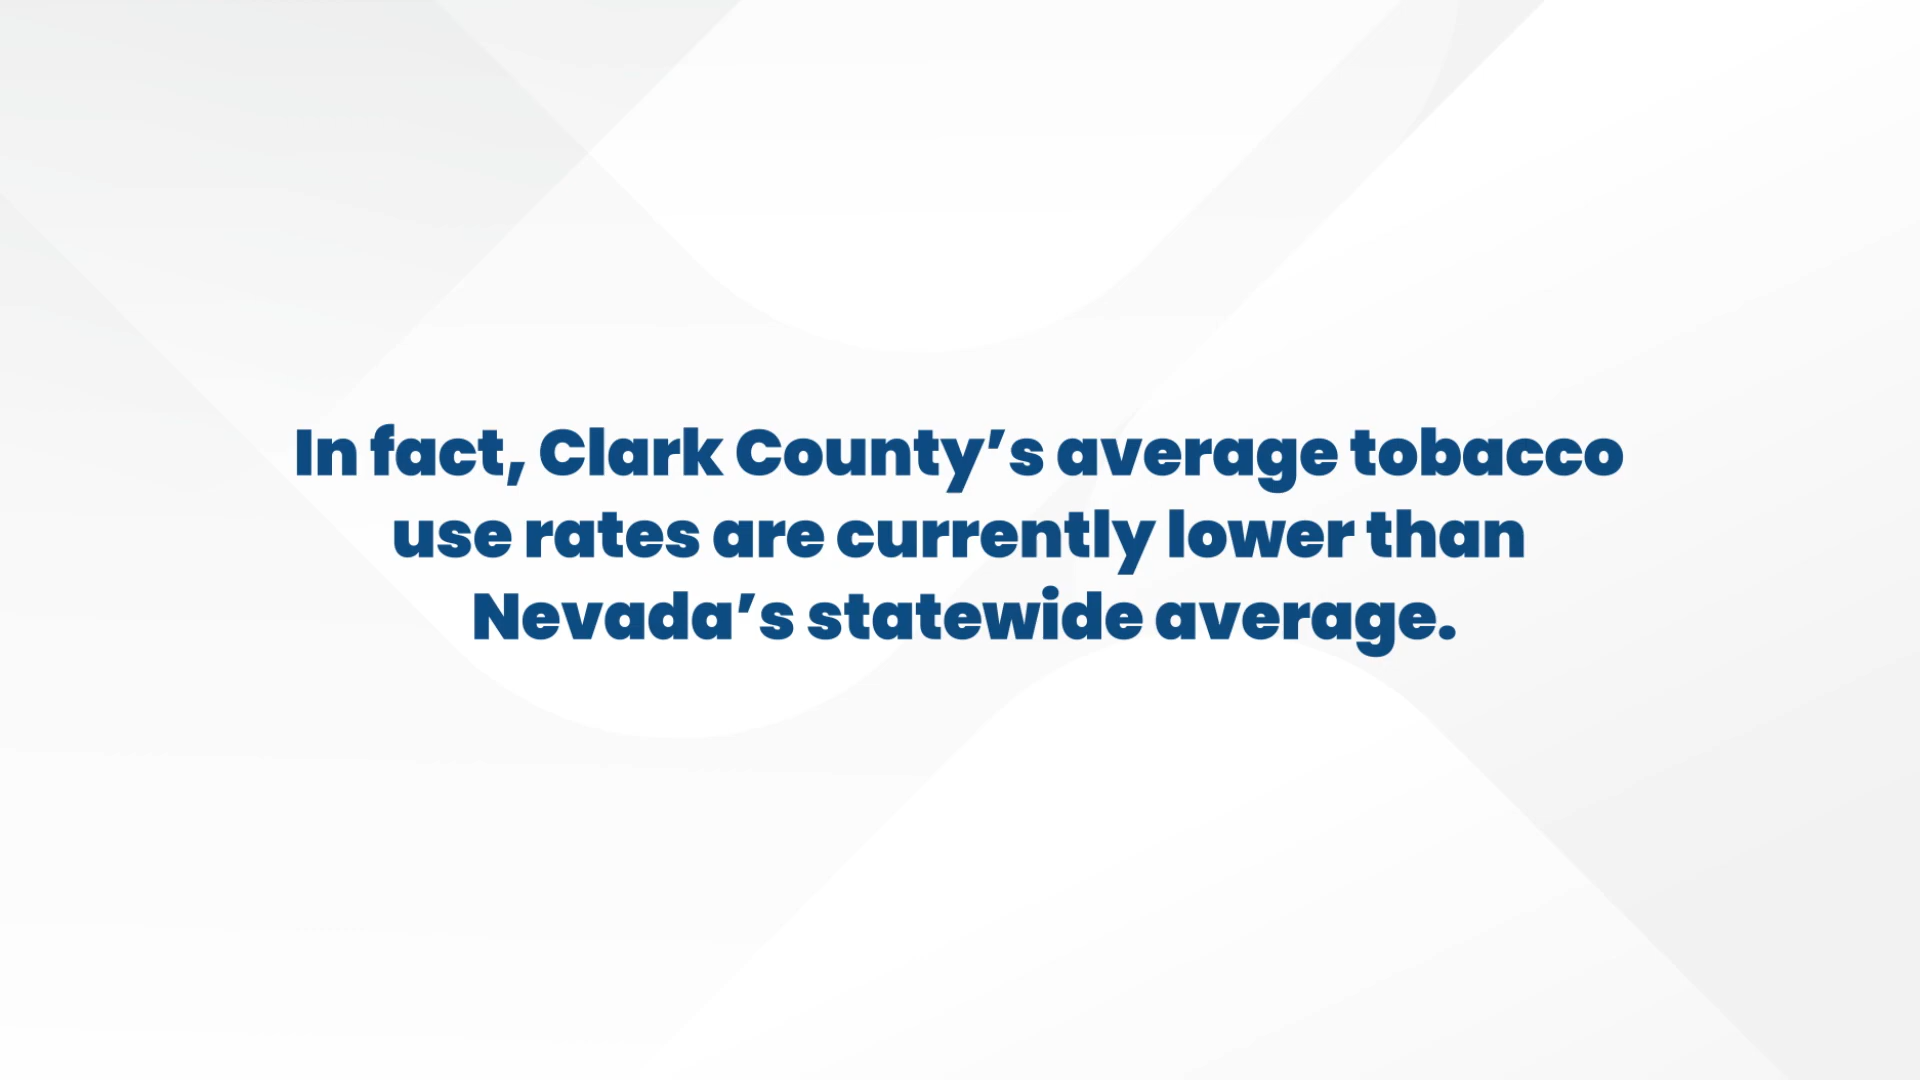 In fact, Clark County’s average tobacco
use rates are currently lower than
Nevada’s statewide average.